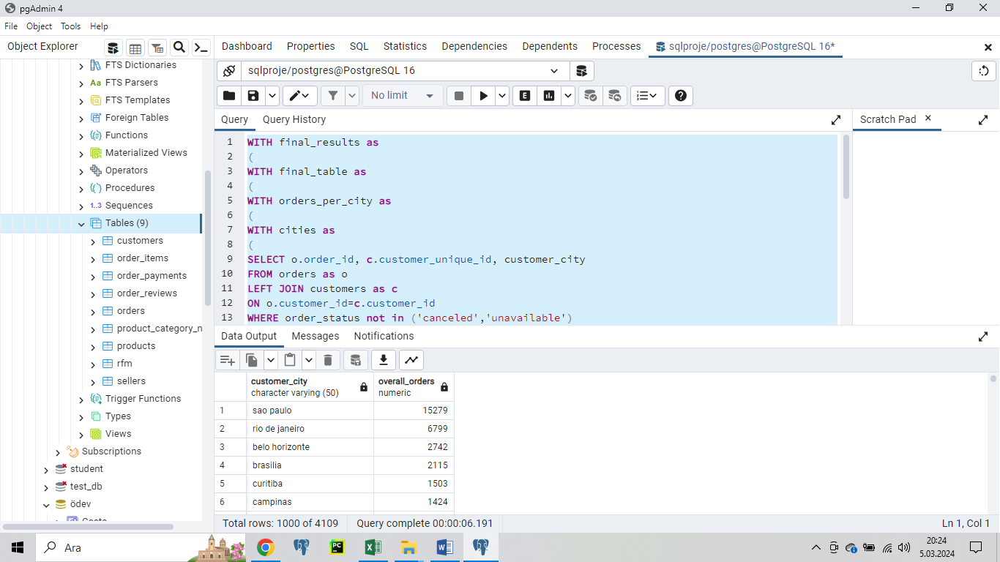 pgAdmin 4
File Object Tools Help
Object Explorer
Dashboard Properties SQL Statistics Dependencies Dependents Processes sqlproje/postgres@PostgreSQL 16*
FTS Dictionaries
Aa FTS Parsers
FTS Templates
Foreign Tables
Functions
Materialized Views
Operators
Procedures
1..3 Sequences
Tables (9)
customers
order_items
order_payments
order_reviews
orders
product_category_n
products
rfm
sellers
Trigger Functions
Types
Views
Subscriptions
student
test_db
ödev
sqlproje/postgres@PostgreSQL 16
No limit
E
Query Query History
Scratch Pad
1 WITH final_results as
2 (
3 WITH final_table as
4 (
5 WITH orders_per_city as
6 (
7 WITH cities as
8 (
9 SELECT o.order_id, c.customer_unique_id, customer_city
10 FROM orders as o
11 LEFT JOIN customers as c
12 ON o.customer_id=c.customer_id
13 WHERE order_status not in ('canceled','unavailable')
Data Output Messages Notifications
customer_city overall_orders
character varying (50) numeric
1 sao paulo 15279
2 rio de janeiro 6799
3 belo horizonte 2742
4 brasilia 2115
5 curitiba 1503
6 campinas 1424
Total rows: 1000 of 4109 Query complete 00:00:06.191 Ln 1, Col 1
Ara
PC
20:24
5.03.2024